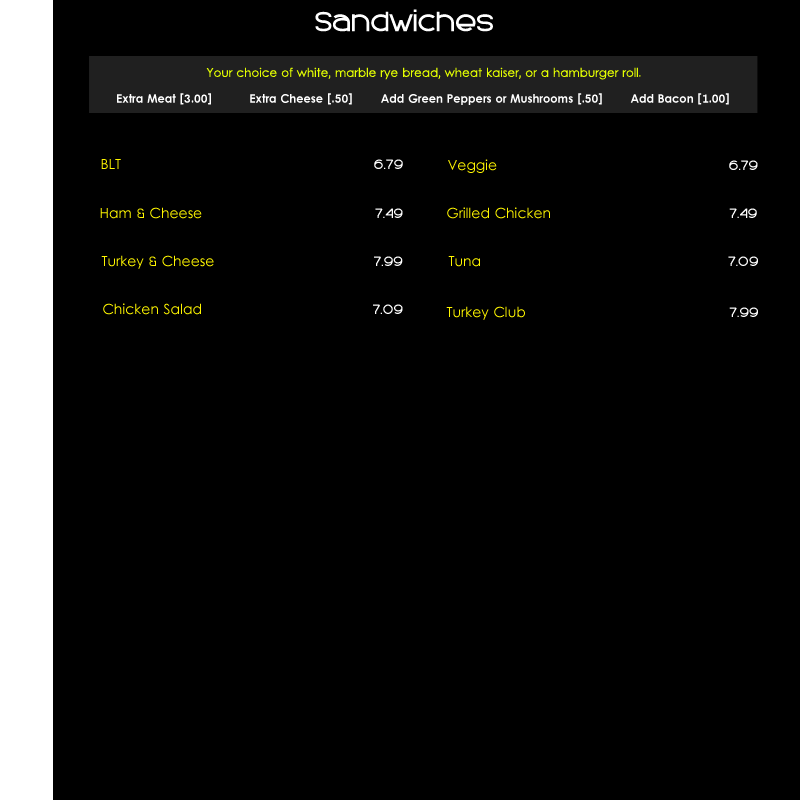 Sandwiches
Your choice of white, marble rye bread, wheat kaiser, or a hamburger roll.
Extra Meat [3.00] Extra Cheese [.50] Add Green Peppers or Mushrooms [.50] Add Bacon [1.00]
BLT 6.79
Ham & Cheese 7.49
Turkey & Cheese 7.99
Chicken Salad 7.09
Veggie 6.79
Grilled Chicken 7.49
Tuna 7.09
Turkey Club 7.99